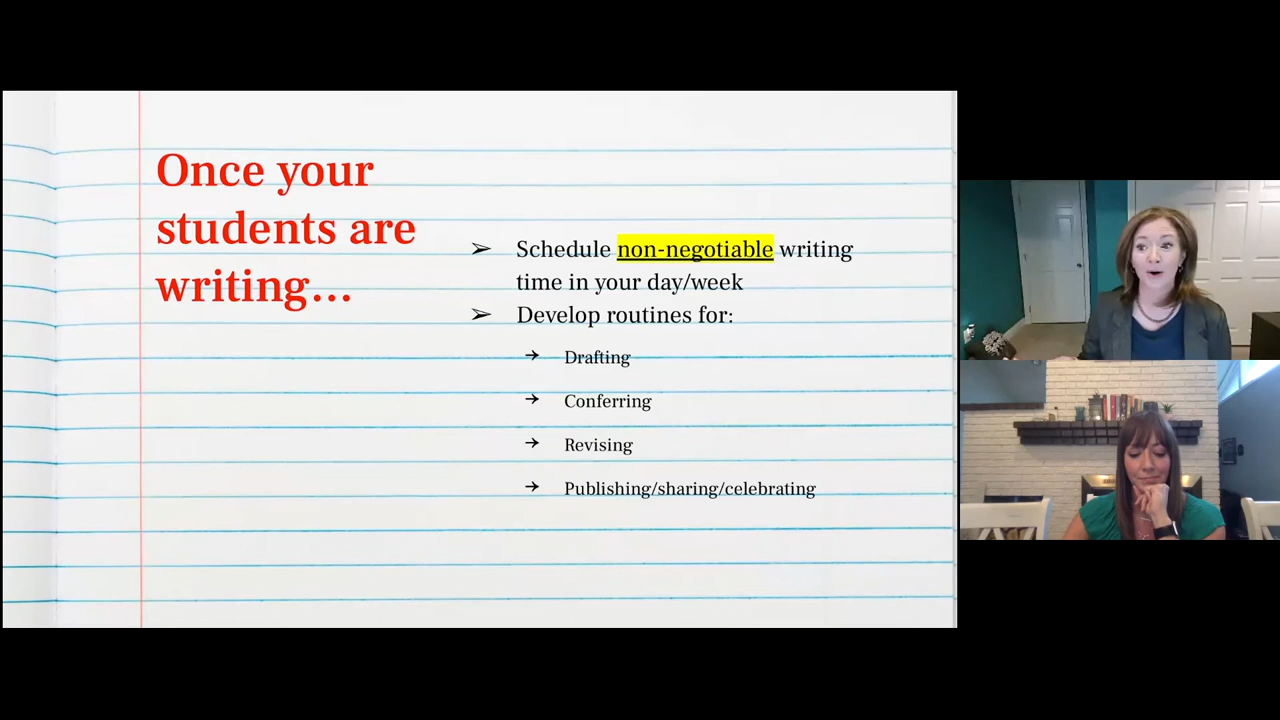 Once your
students are
writing...
➢ Schedule non-negotiable writing
time in your day/week
➢ Develop routines for:
→ Drafting
→ Conferring
→ Revising
→ Publishing/sharing/celebrating